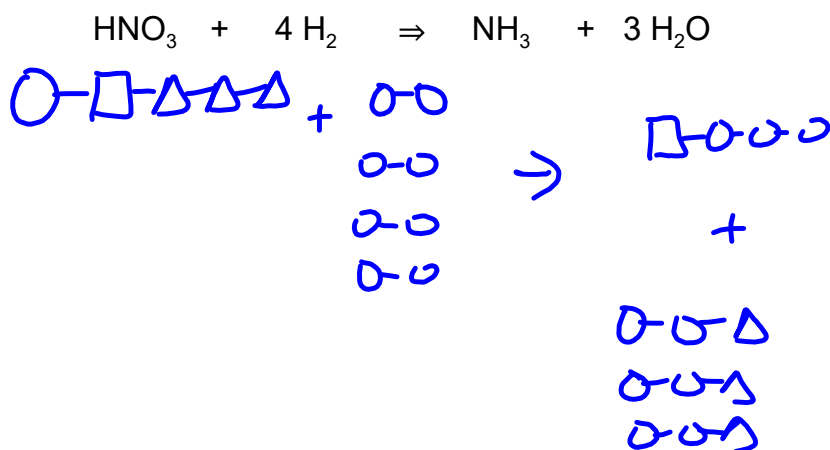 HNO₃ + 4 H₂ ⇒ NH₃ + 3 H₂O
+
→
+